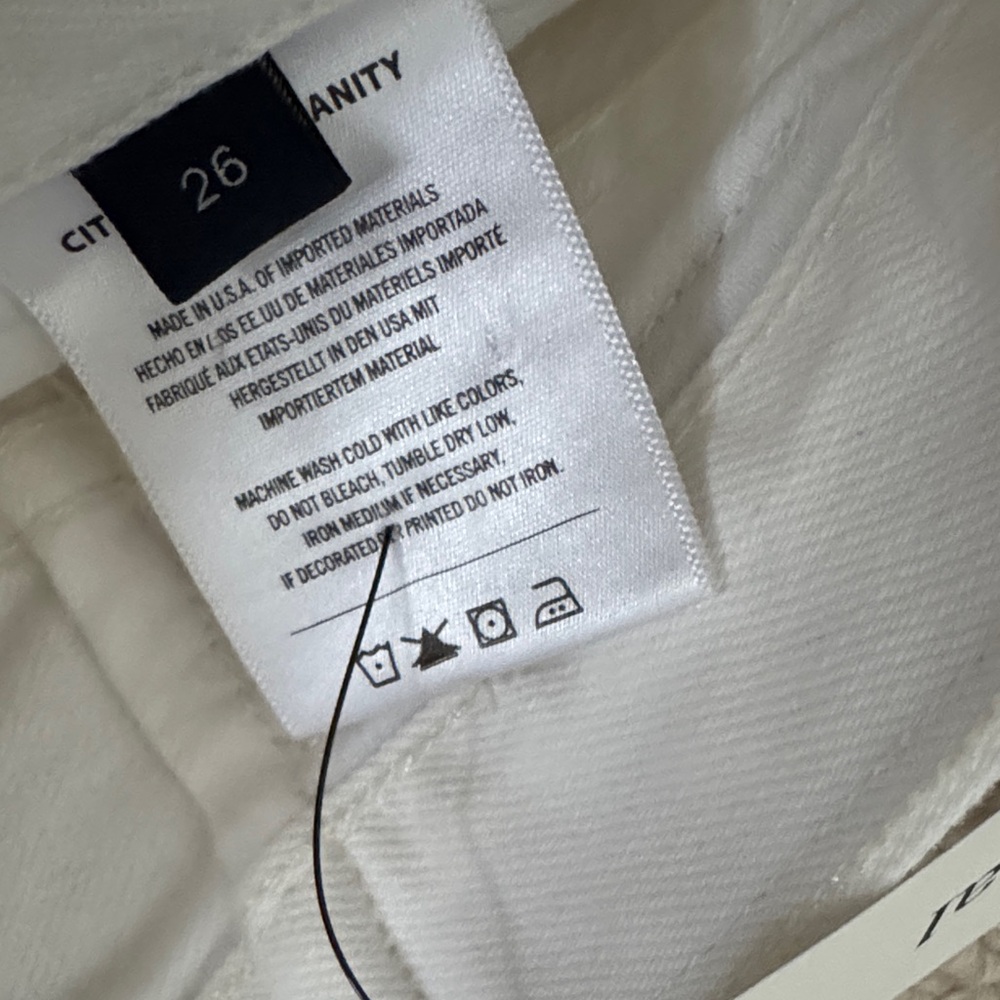 CIT ANITY
26
MADE IN U.S.A. OF IMPORTED MATERIALS
HECHO EN LOS EE.UU DE MATERIALES IMPORTADA
FABRIQUÉ AUX ETATS-UNIS DU MATÉRIELS IMPORTÉ
HERGESTELLT IN DEN USA MIT
IMPORTIERTEM MATERIAL
MACHINE WASH COLD WITH LIKE COLORS,
DO NOT BLEACH, TUMBLE DRY LOW,
IRON MEDIUM IF NECESSARY,
IF DECORATED OR PRINTED DO NOT IRON.